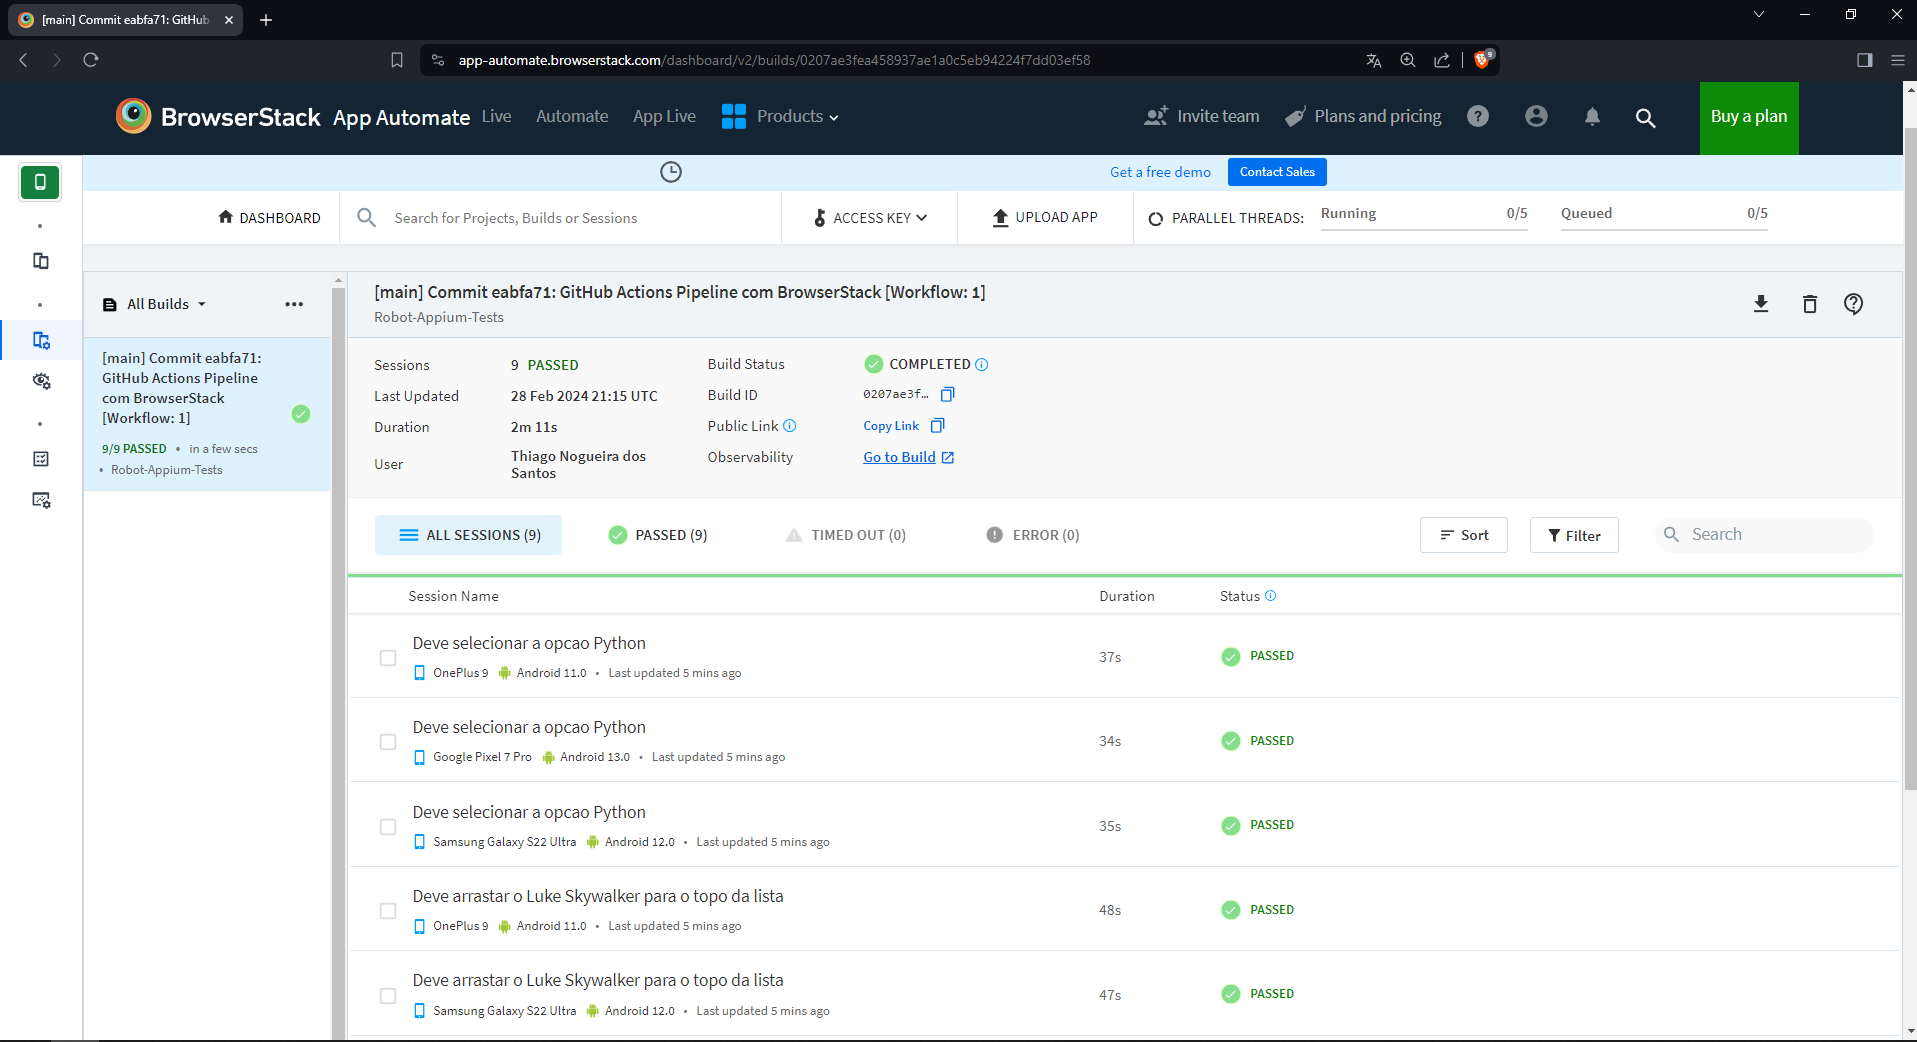 [main] Commit eabfa71: GitHub
app-automate.browserstack.com/dashboard/v2/builds/0207ae3fea458937ae1a0c5eb94224f7dd03ef58
9
BrowserStack App Automate Live Automate App Live Products Invite team Plans and pricing ? Buy a plan
Get a free demo Contact Sales
DASHBOARD Search for Projects, Builds or Sessions ACCESS KEY UPLOAD APP PARALLEL THREADS: Running 0/5 Queued 0/5
All Builds
[main] Commit eabfa71:
GitHub Actions Pipeline
com BrowserStack
[Workflow: 1]
9/9 PASSED • in a few secs
• Robot-Appium-Tests
[main] Commit eabfa71: GitHub Actions Pipeline com BrowserStack [Workflow: 1]
Robot-Appium-Tests
Sessions 9 PASSED Build Status COMPLETED
Last Updated 28 Feb 2024 21:15 UTC Build ID 0207ae3f…
Duration 2m 11s Public Link Copy Link
User Thiago Nogueira dos Santos Observability Go to Build
ALL SESSIONS (9) PASSED (9) TIMED OUT (0) ERROR (0) Sort Filter Search
Session Name Duration Status
Deve selecionar a opcao Python 37s PASSED
OnePlus 9 Android 11.0 • Last updated 5 mins ago
Deve selecionar a opcao Python 34s PASSED
Google Pixel 7 Pro Android 13.0 • Last updated 5 mins ago
Deve selecionar a opcao Python 35s PASSED
Samsung Galaxy S22 Ultra Android 12.0 • Last updated 5 mins ago
Deve arrastar o Luke Skywalker para o topo da lista 48s PASSED
OnePlus 9 Android 11.0 • Last updated 5 mins ago
Deve arrastar o Luke Skywalker para o topo da lista 47s PASSED
Samsung Galaxy S22 Ultra Android 12.0 • Last updated 5 mins ago